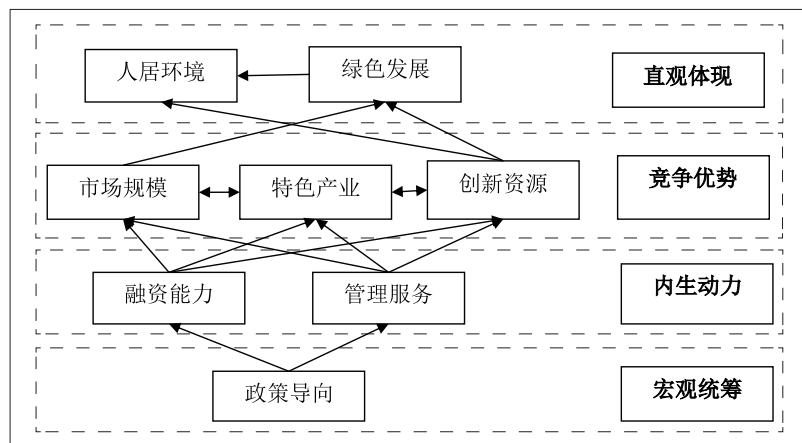 人居环境
绿色发展
直观体现
市场规模
特色产业
创新资源
竞争优势
融资能力
管理服务
内生动力
政策导向
宏观统筹